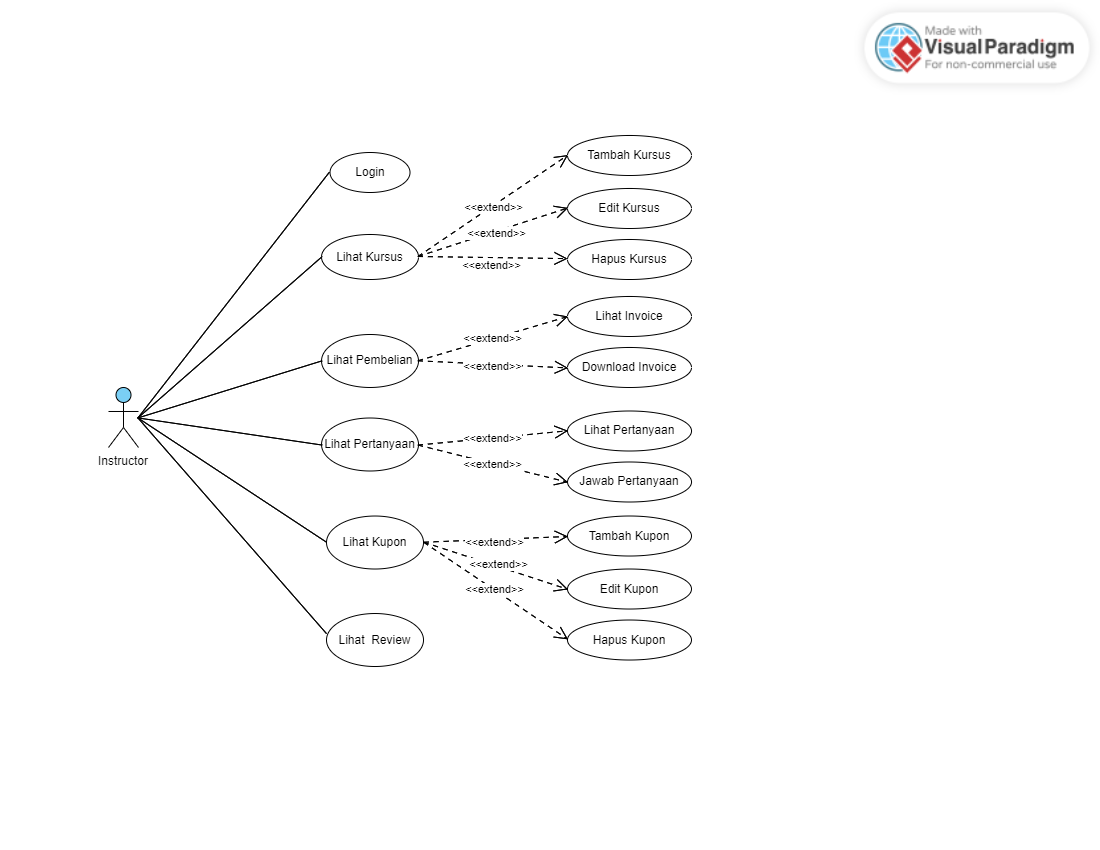 Made with
Visual Paradigm
For non-commercial use
Login
Lihat Kursus
Lihat Pembelian
Lihat Pertanyaan
Lihat Kupon
Lihat  Review
Instructor
<<extend>>
<<extend>>
<<extend>>
<<extend>>
<<extend>>
<<extend>>
<<extend>>
<<extend>>
<<extend>>
<<extend>>
Tambah Kursus
Edit Kursus
Hapus Kursus
Lihat Invoice
Download Invoice
Lihat Pertanyaan
Jawab Pertanyaan
Tambah Kupon
Edit Kupon
Hapus Kupon